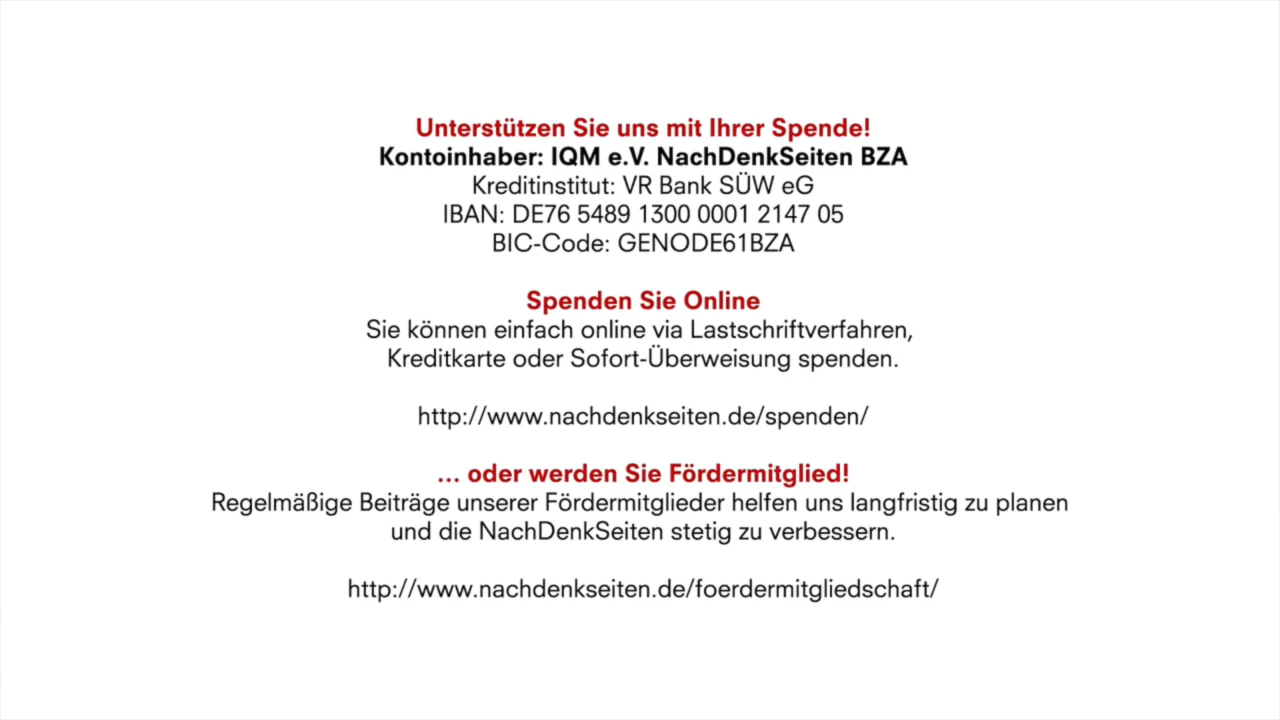 Unterstützen Sie uns mit Ihrer Spende!
Kontoinhaber: IQM e.V. NachDenkSeiten BZA
Kreditinstitut: VR Bank SÜW eG
IBAN: DE76 5489 1300 0001 2147 05
BIC-Code: GENODE61BZA
Spenden Sie Online
Sie können einfach online via Lastschriftverfahren,
Kreditkarte oder Sofort-Überweisung spenden.
http://www.nachdenkseiten.de/spenden/
... oder werden Sie Fördermitglied!
Regelmäßige Beiträge unserer Fördermitglieder helfen uns langfristig zu planen
und die NachDenkSeiten stetig zu verbessern.
http://www.nachdenkseiten.de/foerdermitgliedschaft/